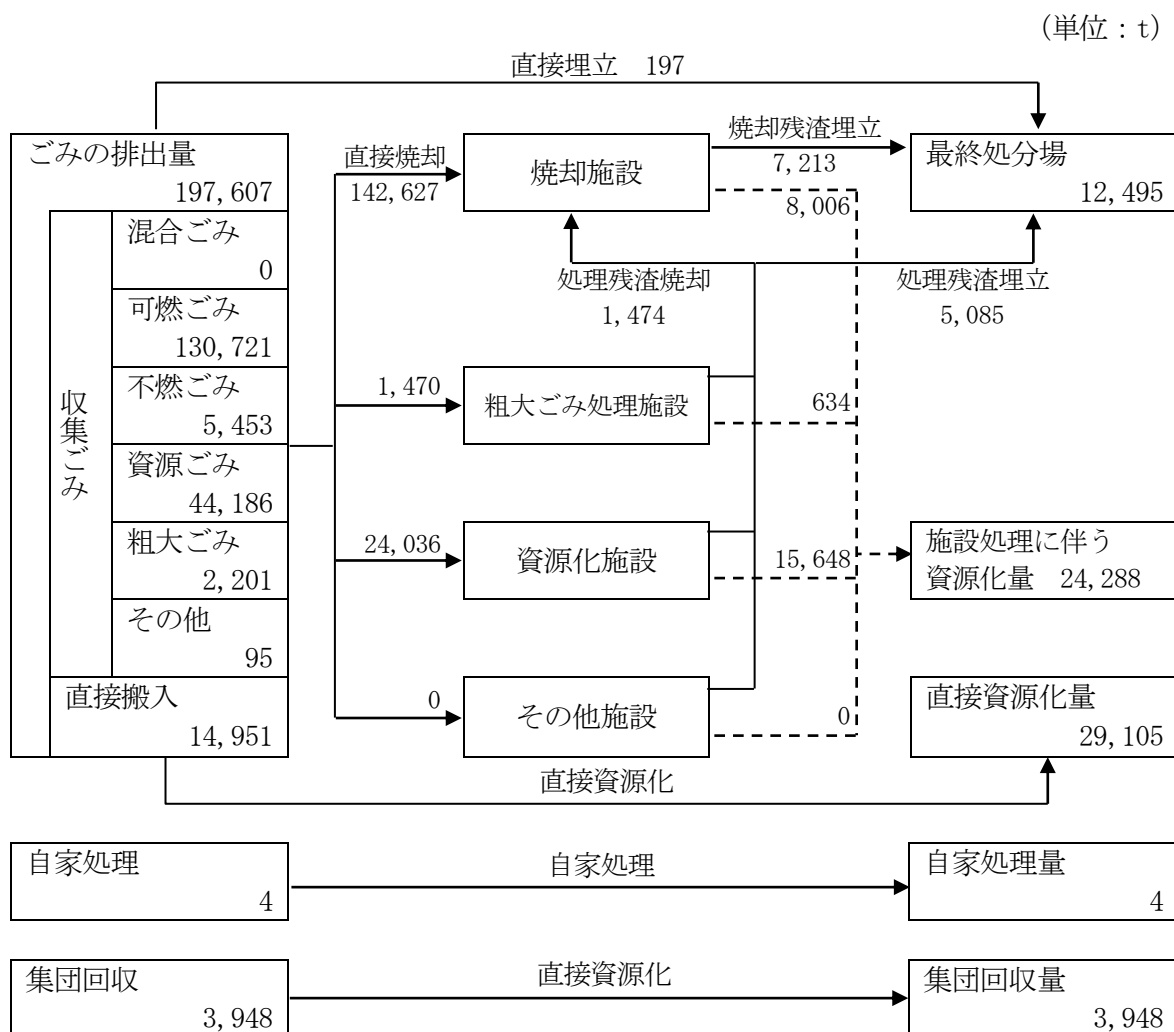 (単位：t)
直接埋立　197
ごみの排出量
197,607
収集ごみ
混合ごみ
0
可燃ごみ
130,721
不燃ごみ
5,453
資源ごみ
44,186
粗大ごみ
2,201
その他
95
直接搬入
14,951
直接焼却
142,627
焼却施設
焼却残渣埋立
7,213
8,006
最終処分場
12,495
処理残渣焼却
1,474
処理残渣埋立
5,085
1,470
粗大ごみ処理施設
634
24,036
資源化施設
15,648
施設処理に伴う
資源化量　24,288
0
その他施設
0
直接資源化量
29,105
直接資源化
自家処理
4
自家処理
自家処理量
4
集団回収
3,948
直接資源化
集団回収量
3,948